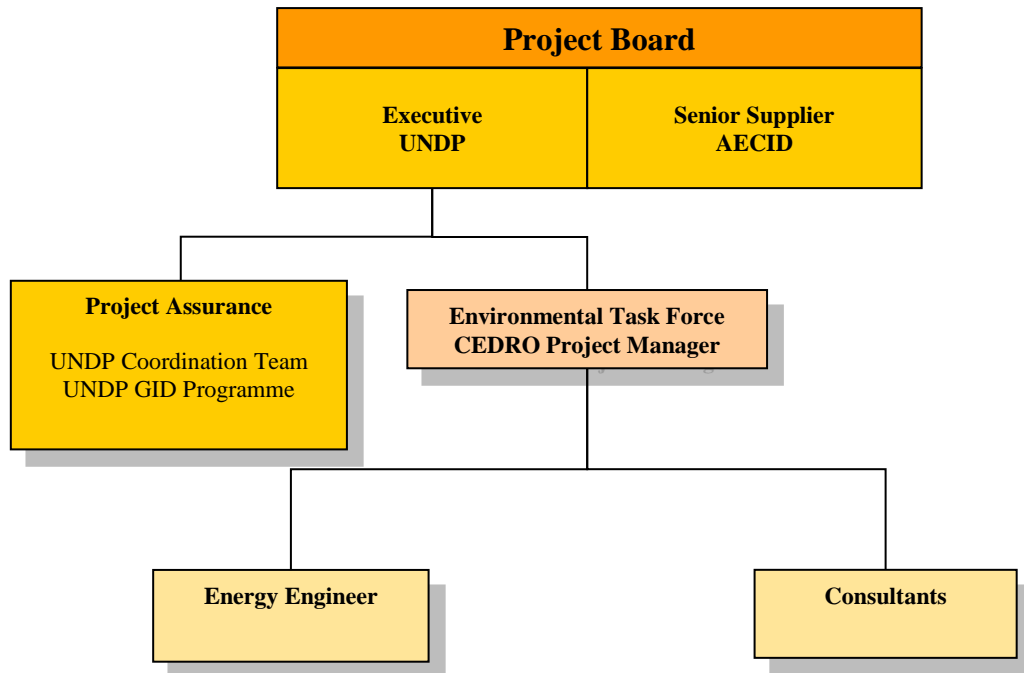 Project Board
Executive
UNDP
Senior Supplier
AECID
Project Assurance
UNDP Coordination Team
UNDP GID Programme
Environmental Task Force
CEDRO Project Manager
Energy Engineer
Consultants